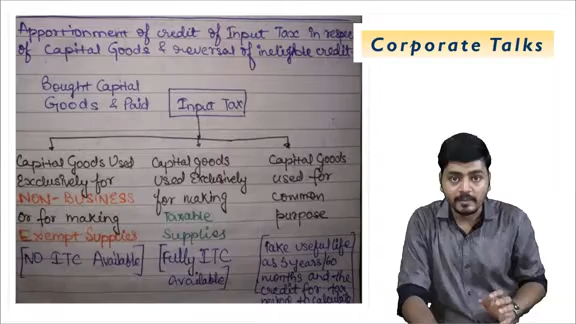 Apportionment of credit of Input Tax in respec
of Capital Goods & reversal of ineligible credit
Corporate Talks
Bought Capital
Goods & Paid
Input Tax
Capital Goods Used
Exclusively for
NON-BUSINESS
or for making
Exempt Supplies
[NO ITC Available]
Capital goods
Used Exclusively
for making
Taxable
Supplies
[Fully ITC
Available]
Capital Goods
used for
common
purpose
[Take useful life
as 5 years/60
months and the
credit for tax